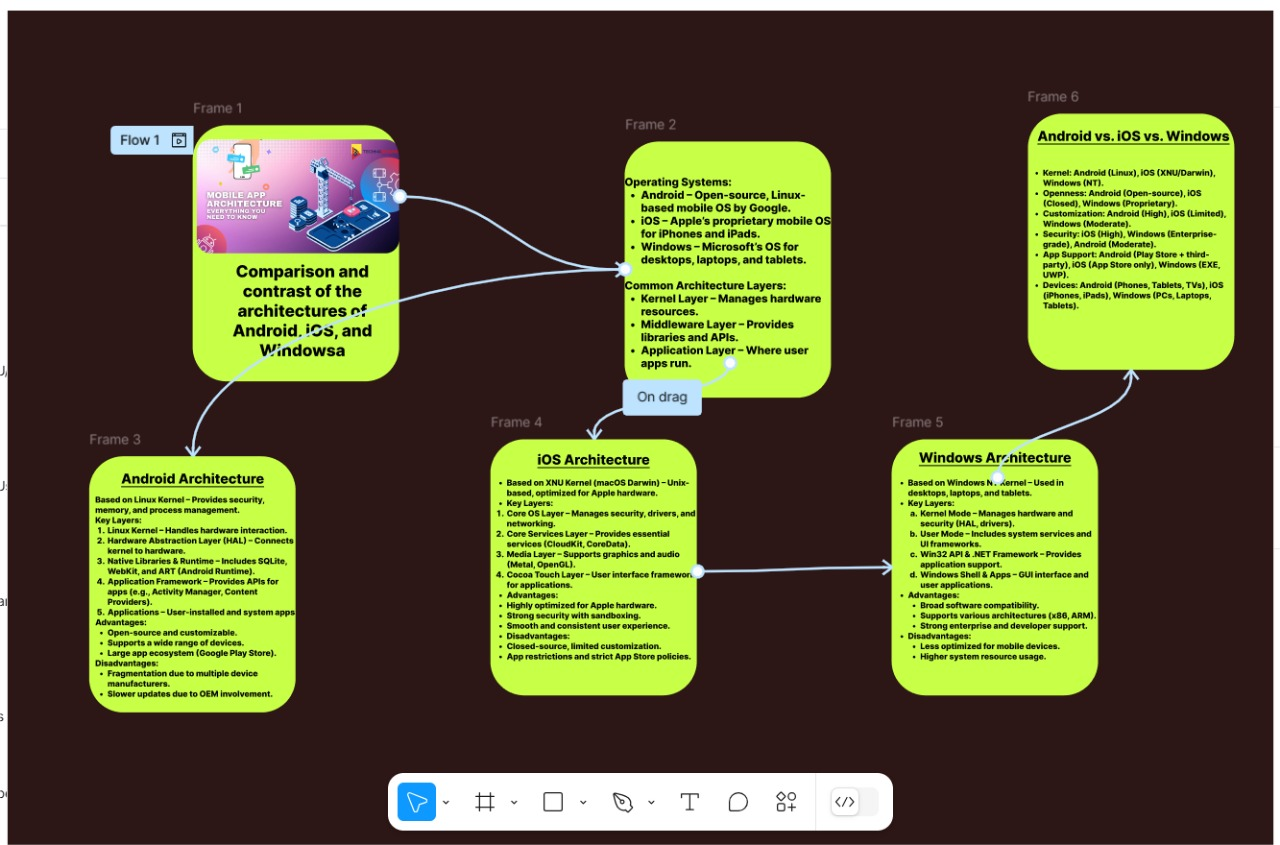 Frame 1
Flow 1
MOBILE APP
ARCHITECTURE
EVERYTHING YOU
NEED TO KNOW
Comparison and
contrast of the
architectures of
Android, iOS, and
Windowsa
Frame 2
Operating Systems:
• Android – Open-source, Linux-
based mobile OS by Google.
• iOS – Apple's proprietary mobile OS
for iPhones and iPads.
• Windows – Microsoft's OS for
desktops, laptops, and tablets.
Common Architecture Layers:
• Kernel Layer – Manages hardware
resources.
• Middleware Layer – Provides
libraries and APIs.
• Application Layer – Where user
apps run.
On drag
Frame 6
Android vs. iOS vs. Windows
• Kernel: Android (Linux), iOS (XNU/Darwin),
Windows (NT).
• Openness: Android (Open-source), iOS
(Closed), Windows (Proprietary).
• Customization: Android (High), iOS (Limited),
Windows (Moderate).
• Security: iOS (High), Windows (Enterprise-
grade), Android (Moderate).
• App Support: Android (Play Store + third-
party), iOS (App Store only), Windows (EXE,
UWP).
• Devices: Android (Phones, Tablets, TVs), iOS
(iPhones, iPads), Windows (PCs, Laptops,
Tablets).
Frame 3
Android Architecture
Based on Linux Kernel – Provides security,
memory, and process management.
Key Layers:
1. Linux Kernel – Handles hardware interaction.
2. Hardware Abstraction Layer (HAL) – Connects
kernel to hardware.
3. Native Libraries & Runtime – Includes SQLite,
WebKit, and ART (Android Runtime).
4. Application Framework – Provides APIs for
apps (e.g., Activity Manager, Content
Providers).
5. Applications – User-installed and system apps
Advantages:
• Open-source and customizable.
• Supports a wide range of devices.
• Large app ecosystem (Google Play Store).
Disadvantages:
• Fragmentation due to multiple device
manufacturers.
• Slower updates due to OEM involvement.
Frame 4
iOS Architecture
• Based on XNU Kernel (macOS Darwin) – Unix-
based, optimized for Apple hardware.
• Key Layers:
1. Core OS Layer – Manages security, drivers, and
networking.
2. Core Services Layer – Provides essential
services (CloudKit, CoreData).
3. Media Layer – Supports graphics and audio
(Metal, OpenGL).
4. Cocoa Touch Layer – User interface framework
for applications.
• Advantages:
• Highly optimized for Apple hardware.
• Strong security with sandboxing.
• Smooth and consistent user experience.
• Disadvantages:
• Closed-source, limited customization.
• App restrictions and strict App Store policies.
Frame 5
Windows Architecture
• Based on Windows NT Kernel – Used in
desktops, laptops, and tablets.
• Key Layers:
a. Kernel Mode – Manages hardware and
security (HAL, drivers).
b. User Mode – Includes system services and
UI frameworks.
c. Win32 API & .NET Framework – Provides
application support.
d. Windows Shell & Apps – GUI interface and
user applications.
• Advantages:
• Broad software compatibility.
• Supports various architectures (x86, ARM).
• Strong enterprise and developer support.
• Disadvantages:
• Less optimized for mobile devices.
• Higher system resource usage.